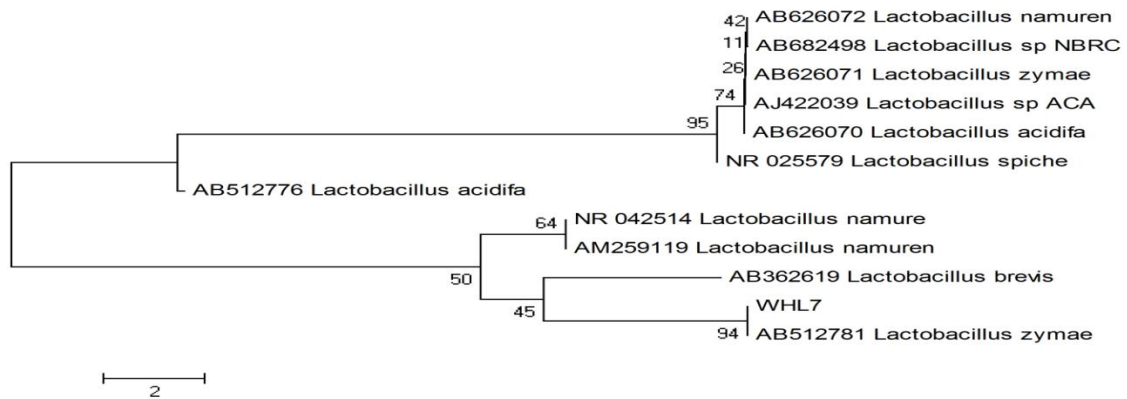 42
AB626072 Lactobacillus namuren
11
AB682498 Lactobacillus sp NBRC
26
AB626071 Lactobacillus zymae
74
AJ422039 Lactobacillus sp ACA
95
AB626070 Lactobacillus acidifa
NR 025579 Lactobacillus spiche
AB512776 Lactobacillus acidifa
64
NR 042514 Lactobacillus namure
AM259119 Lactobacillus namuren
50
AB362619 Lactobacillus brevis
45
WHL7
94
AB512781 Lactobacillus zymae
2